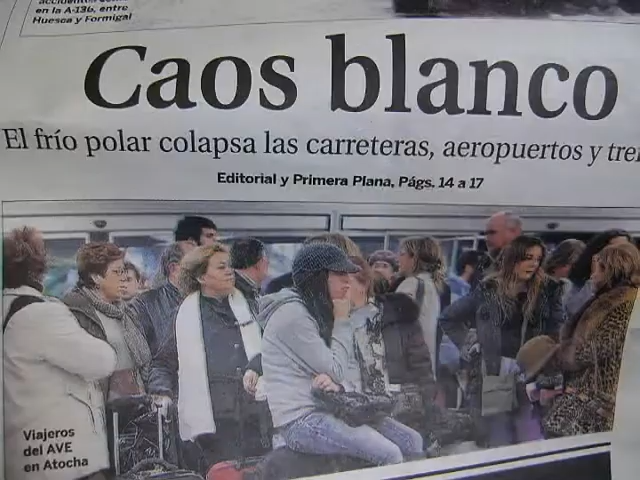 en la A-136, entre
Huesca y Formigal
Caos blanco
El frío polar colapsa las carreteras, aeropuertos y tre
Editorial y Primera Plana, Págs. 14 a 17
Viajeros
del AVE
en Atocha